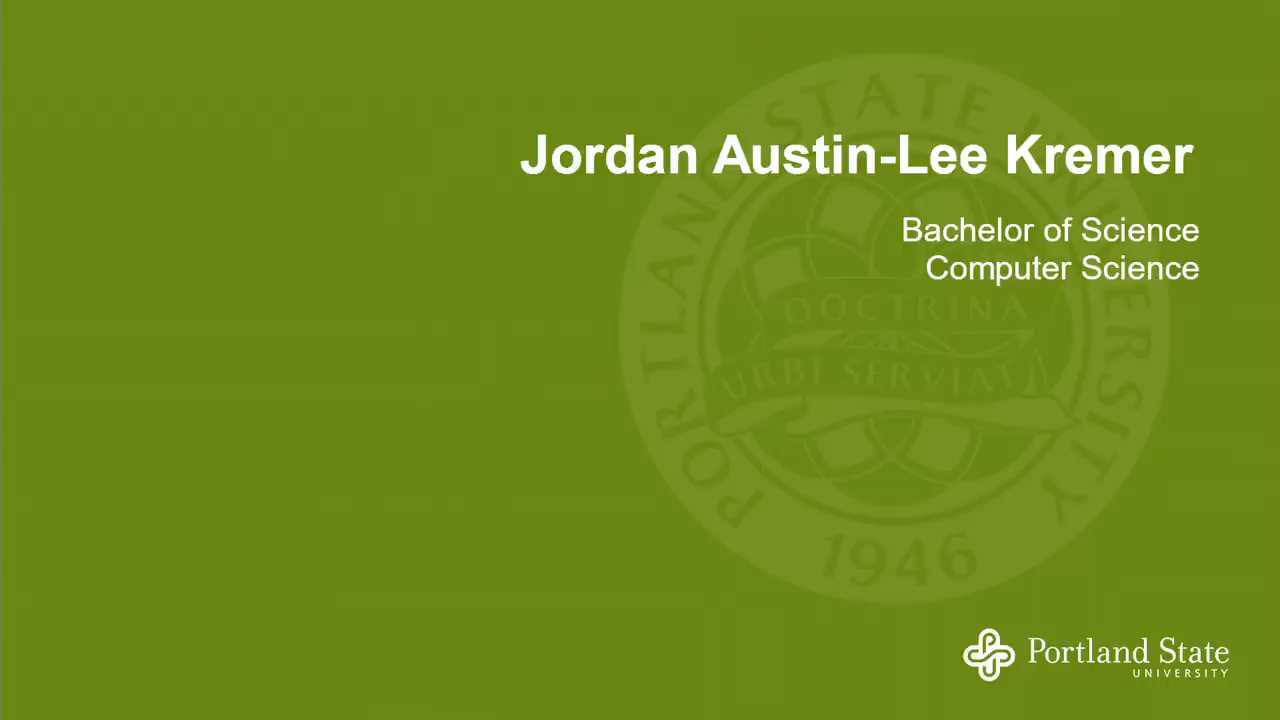 Jordan Austin-Lee Kremer
Bachelor of Science
Computer Science
PORTLAND STATE UNIVERSITY
DOCTRINA
URBI SERVIAT
1946
Portland State
UNIVERSITY